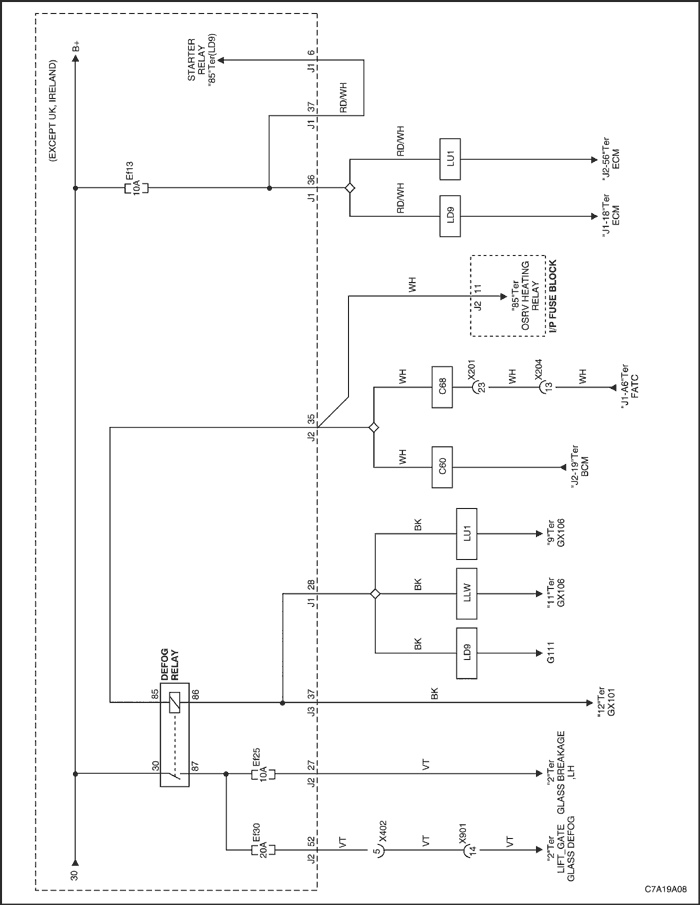 30
B+
(EXCEPT UK, IRELAND)
Ef13
10A
DEFOG
RELAY
30
85
87
86
Ef30
20A
Ef25
10A
STARTER
RELAY
"85"Ter(LD9)
J2 52
J2 27
J3 37
J1 28
J2 35
J1 36
J1 37
J1 6
VT
5
X402
VT
14
X901
VT
"2"Ter
LIFT_GATE
GLASS DEFOG
VT
"2"Ter
GLASS BREAKAGE
,LH
BK
"12"Ter
GX101
BK
LD9
G111
BK
LLW
"11"Ter
GX106
BK
LU1
"9"Ter
GX106
WH
C60
"J2-19"Ter
BCM
WH
C68
23
X201
WH
13
X204
WH
"J1-A6"Ter
FATC
WH
J2 11
"85"Ter
OSRV HEATING
RELAY
I/P FUSE BLOCK
RD/WH
LD9
"J1-18"Ter
ECM
RD/WH
LU1
"J2-56"Ter
ECM
RD/WH
C7A19A08